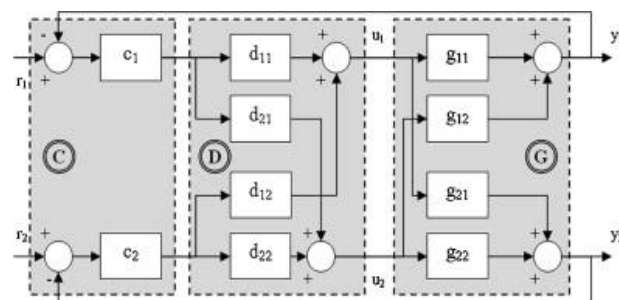 -
u₁
y
c₁
d₁₁
+
g₁₁
+
r₁
+
+
+
d₂₁
g₁₂
C
D
G
d₁₂
g₂₁
r₂
+
+
+
c₂
d₂₂
g₂₂
y
-
+
u₂
+